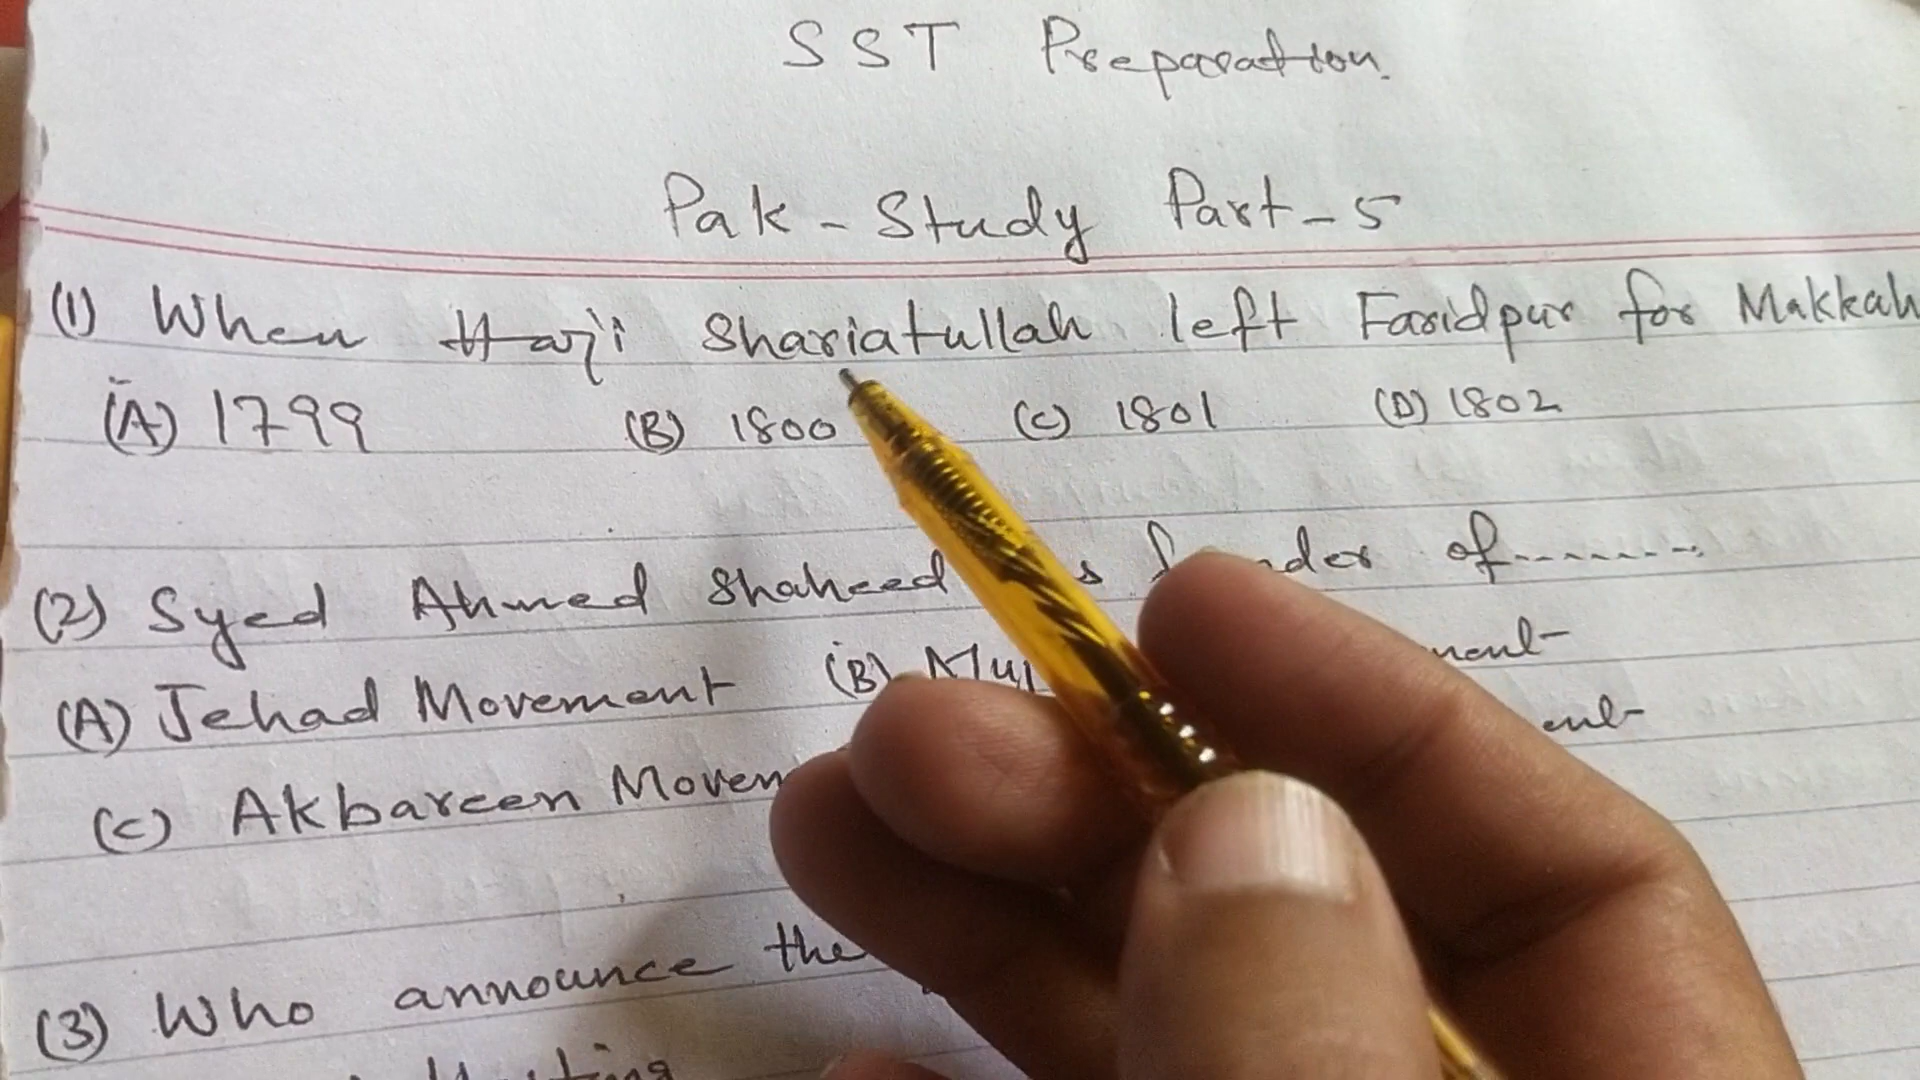 SST Preparation.
Pak - Study Part - 5
(1) When Haji Shariatullah left Faridpur for Makkah
(A) 1799 (B) 1800 (C) 1801 (D) 1802
(2) Syed Ahmed Shaheed of........
(A) Jehad Movement (B)
(C) Akbareen
(3) Who announce the